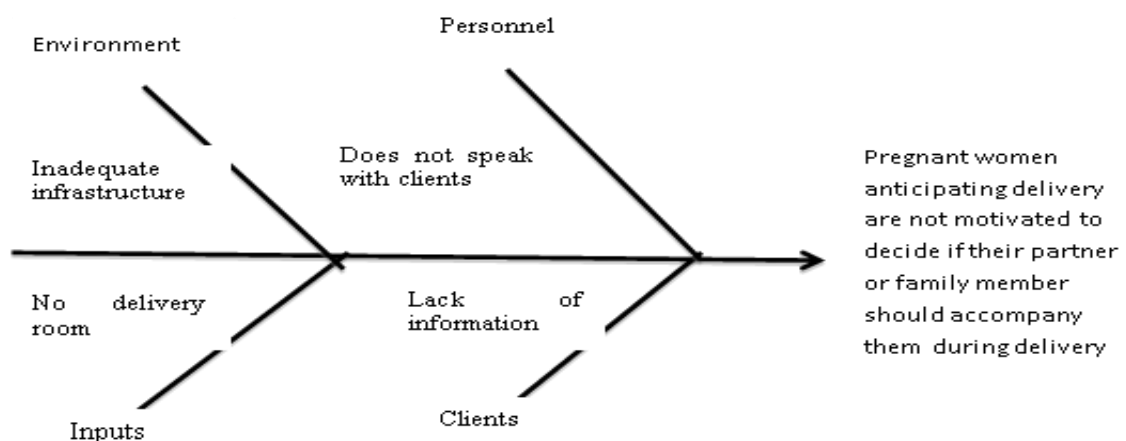 Environment
Personnel
Inadequate
infrastructure
Does not speak
with clients
Pregnant women
anticipating delivery
are not motivated to
decide if their partner
or family member
should accompany
them during delivery
No delivery
room
Lack of
information
Inputs
Clients